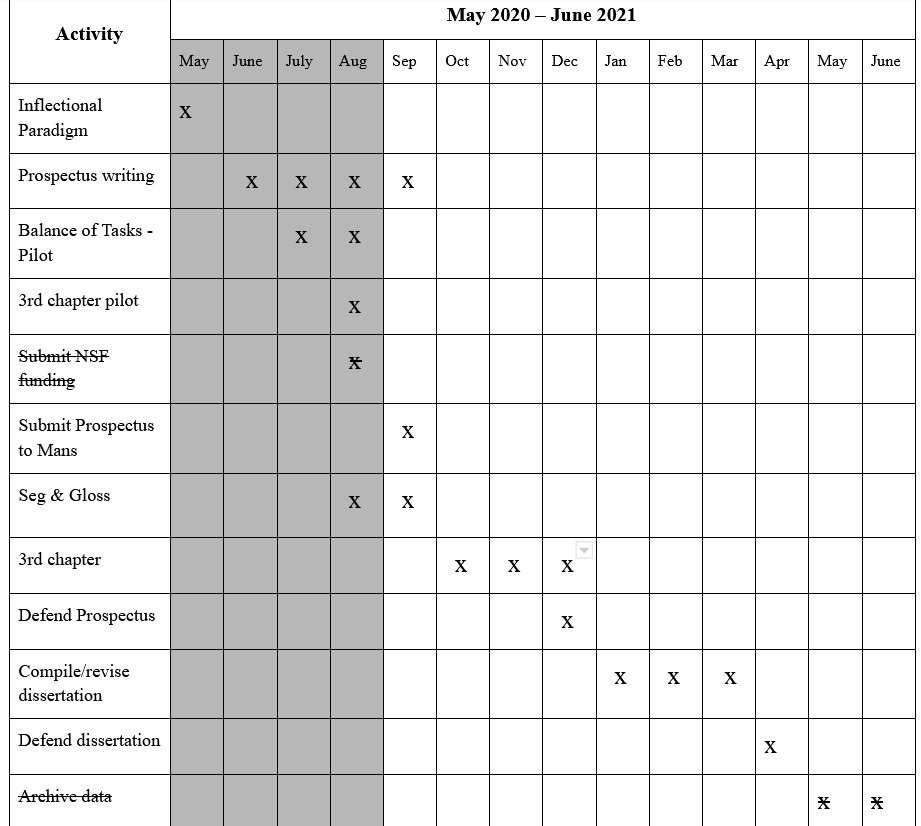 May 2020 – June 2021
Activity
May June July Aug Sep Oct Nov Dec Jan Feb Mar Apr May June
Inflectional
Paradigm
X
Prospectus writing X X X X
Balance of Tasks -
Pilot
X X
3rd chapter pilot X
Submit NSF
funding
X
Submit Prospectus
to Mans
X
Seg & Gloss X X
3rd chapter X X X
Defend Prospectus X
Compile/revise
dissertation
X X X
Defend dissertation X
Archive data X X